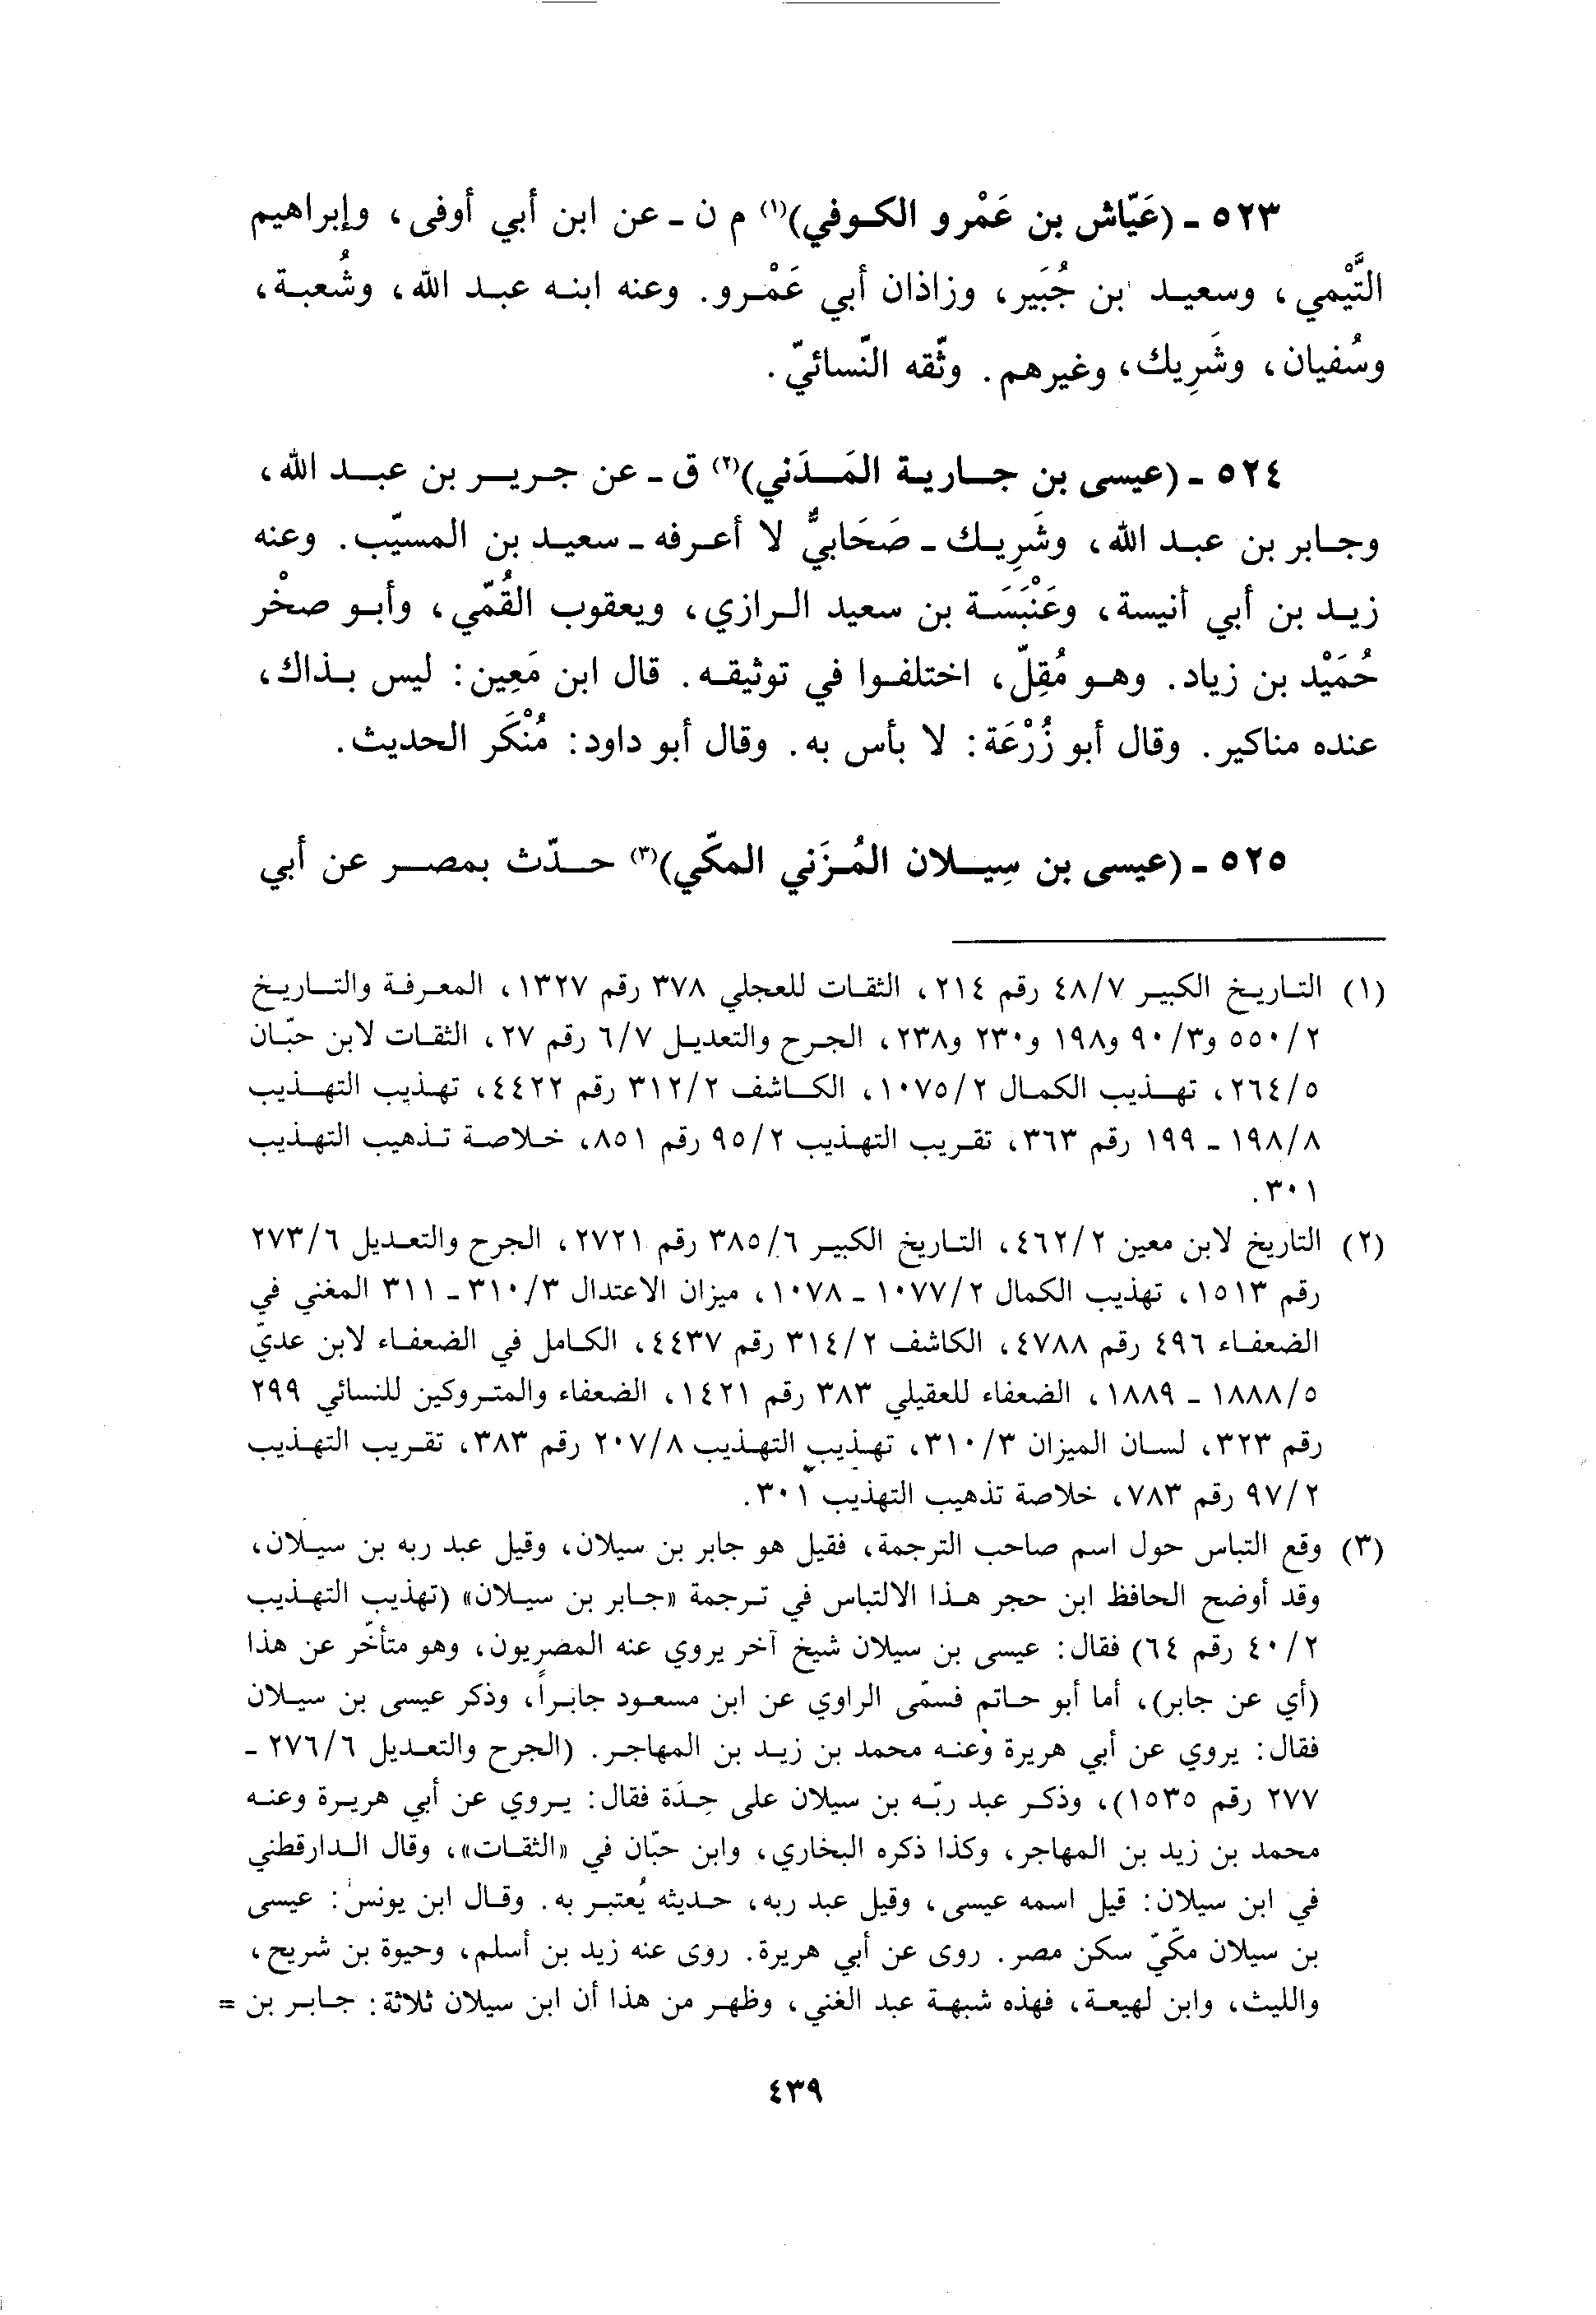 ٥٢٣ - (عَيّاش بن عَمْرو الكوفي)(١) م ن - عن ابن أبي أوفى، وإبراهيم
التَّيْمي، وسعيد بن جُبَير، وزاذان أبي عَمْرو. وعنه ابنه عبد الله، وشُعبة،
وسُفيان، وشَرِيك، وغيرهم. وثّقه النّسائيّ.
٥٢٤ - (عيسى بن جارية المَدَني)(٢) ق - عن جرير بن عبد الله،
وجابر بن عبد الله، وشَرِيك - صَحَابيٌّ لا أعرفه - سعيد بن المسيّب. وعنه
زيد بن أبي أنيسة، وعَنْبَسَة بن سعيد الرازي، ويعقوب القُمّي، وأبو صخْر
حُمَيْد بن زياد. وهو مُقِلّ، اختلفوا في توثيقه. قال ابن مَعِين: ليس بذاك،
عنده مناكير. وقال أبو زُرْعَة: لا بأس به. وقال أبو داود: مُنْكَر الحديث.
٥٢٥ - (عيسى بن سِيلان المُزَني المكّي)(٣) حدّث بمصر عن أبي
(١) التاريخ الكبير ٤٨/٧ رقم ٢١٤، الثقات للعجلي ٣٧٨ رقم ١٣٢٧، المعرفة والتاريخ
٥٥٠/٢ و٩٠/٣ و١٩٨ و٢٣٠ و٢٣٨، الجرح والتعديل ٦/٧ رقم ٢٧، الثقات لابن حبّان
٢٦٤/٥، تهذيب الكمال ١٠٧٥/٢، الكاشف ٣١٢/٢ رقم ٤٤٢٢، تهذيب التهذيب
١٩٨/٨ - ١٩٩ رقم ٣٦٣، تقريب التهذيب ٩٥/٢ رقم ٨٥١، خلاصة تذهيب التهذيب
٣٠١.
(٢) التاريخ لابن معين ٤٦٢/٢، التاريخ الكبير ٣٨٥/٦ رقم ٢٧٢١، الجرح والتعديل ٢٧٣/٦
رقم ١٥١٣، تهذيب الكمال ١٠٧٧/٢ - ١٠٧٨، ميزان الاعتدال ٣١٠/٣ - ٣١١ المغني في
الضعفاء ٤٩٦ رقم ٤٧٨٨، الكاشف ٣١٤/٢ رقم ٤٤٣٧، الكامل في الضعفاء لابن عديّ
١٨٨٨/٥ - ١٨٨٩، الضعفاء للعقيلي ٣٨٣ رقم ١٤٢١، الضعفاء والمتروكين للنسائي ٢٩٩
رقم ٣٢٣، لسان الميزان ٣١٠/٣، تهذيب التهذيب ٢٠٧/٨ رقم ٣٨٣، تقريب التهذيب
٩٧/٢ رقم ٧٨٣، خلاصة تذهيب التهذيب ٣٠١.
(٣) وقع التباس حول اسم صاحب الترجمة، فقيل هو جابر بن سيلان، وقيل عبد ربه بن سيلان،
وقد أوضح الحافظ ابن حجر هذا الالتباس في ترجمة «جابر بن سيلان» (تهذيب التهذيب
٤٠/٢ رقم ٦٤) فقال: عيسى بن سيلان شيخ آخر يروي عنه المصريون، وهو متأخّر عن هذا
(أي عن جابر)، أما أبو حاتم فسمّى الراوي عن ابن مسعود جابراً، وذكر عيسى بن سيلان
فقال: يروي عن أبي هريرة وعنه محمد بن زيد بن المهاجر. (الجرح والتعديل ٢٧٦/٦ -
٢٧٧ رقم ١٥٣٥)، وذكر عبد ربّه بن سيلان على حِدَة فقال: يروي عن أبي هريرة وعنه
محمد بن زيد بن المهاجر، وكذا ذكره البخاري، وابن حبّان في «الثقات»، وقال الدارقطني
في ابن سيلان: قيل اسمه عيسى، وقيل عبد ربه، حديثه يُعتبر به. وقال ابن يونس: عيسى
بن سيلان مكّيّ سكن مصر. روى عن أبي هريرة. روى عنه زيد بن أسلم، وحيوة بن شريح،
والليث، وابن لهيعة، فهذه شبهة عبد الغني، وظهر من هذا أن ابن سيلان ثلاثة: جابر بن =
٤٣٩